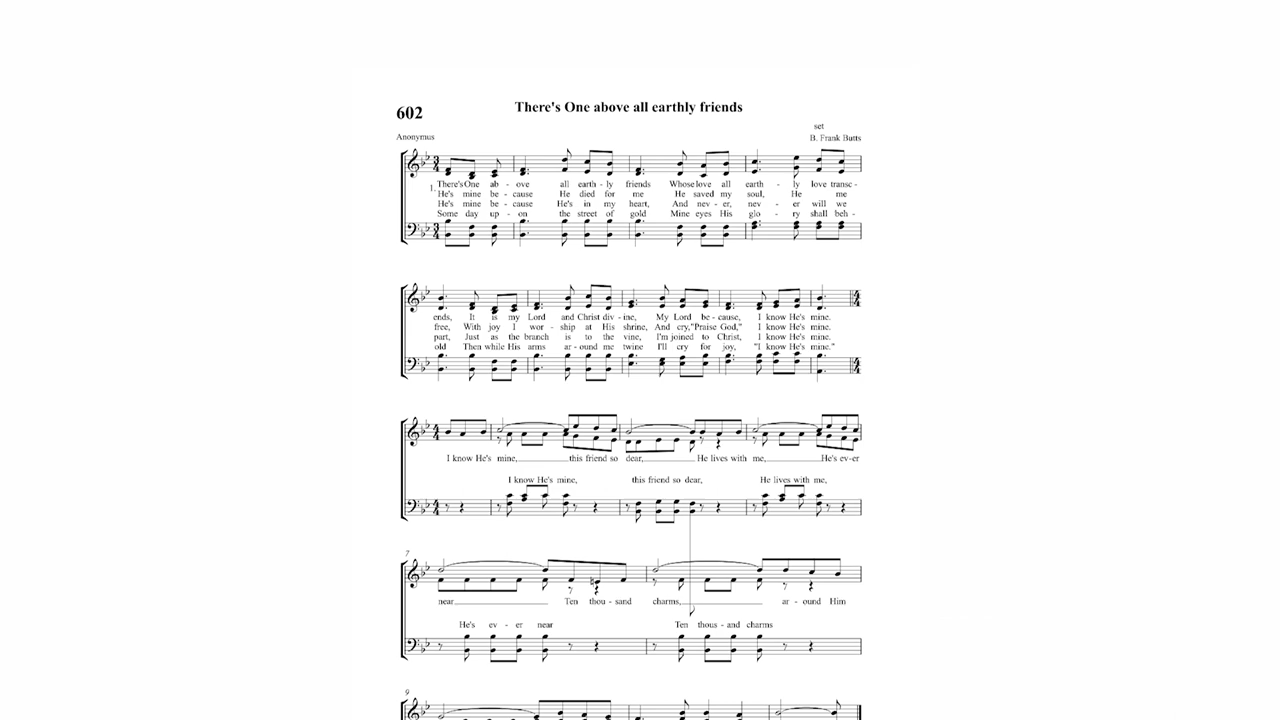 There's One above all earthly friends
602
set
Anonymus
B. Frank Butts
1. There's One ab - ove all earth - ly friends Whose love all earth - ly love transc -
He's mine be - cause He died for me He saved my soul, He me
He's mine be - cause He's in my heart, And nev - er, nev - er will we
Some day up - on the street of gold Mine eyes His glo - ry shall beh -
ends, It is my Lord and Christ div - ine, My Lord be - cause, I know He's mine.
free, With joy I wor - ship at His shrine, And cry, "Praise God," I know He's mine.
part, Just as the branch is to the vine, I'm joined to Christ, I know He's mine.
old Then while His arms ar - ound me twine I'll cry for joy, "I know He's mine."
I know He's mine, this friend so dear, He lives with me, He's ev-er
I know He's mine, this friend so dear, He lives with me,
7
near Ten thou - sand charms, ar - ound Him
He's ev - er near Ten thous - and charms
9